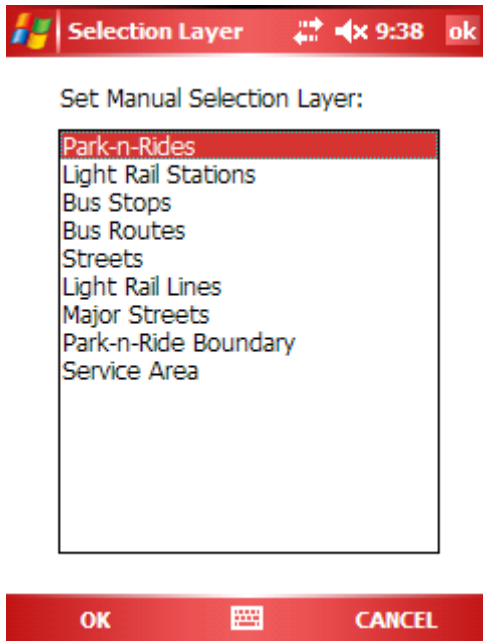 Selection Layer 9:38 ok
Set Manual Selection Layer:
Park-n-Rides
Light Rail Stations
Bus Stops
Bus Routes
Streets
Light Rail Lines
Major Streets
Park-n-Ride Boundary
Service Area
OK CANCEL